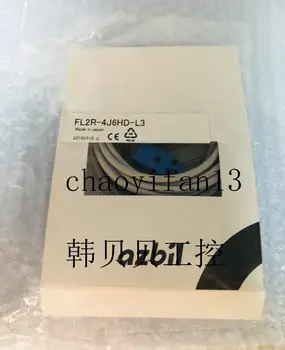 FL2R-4J6HD-L3
Made in Japan
chaoyifan13
韩贝贝工控
azbil